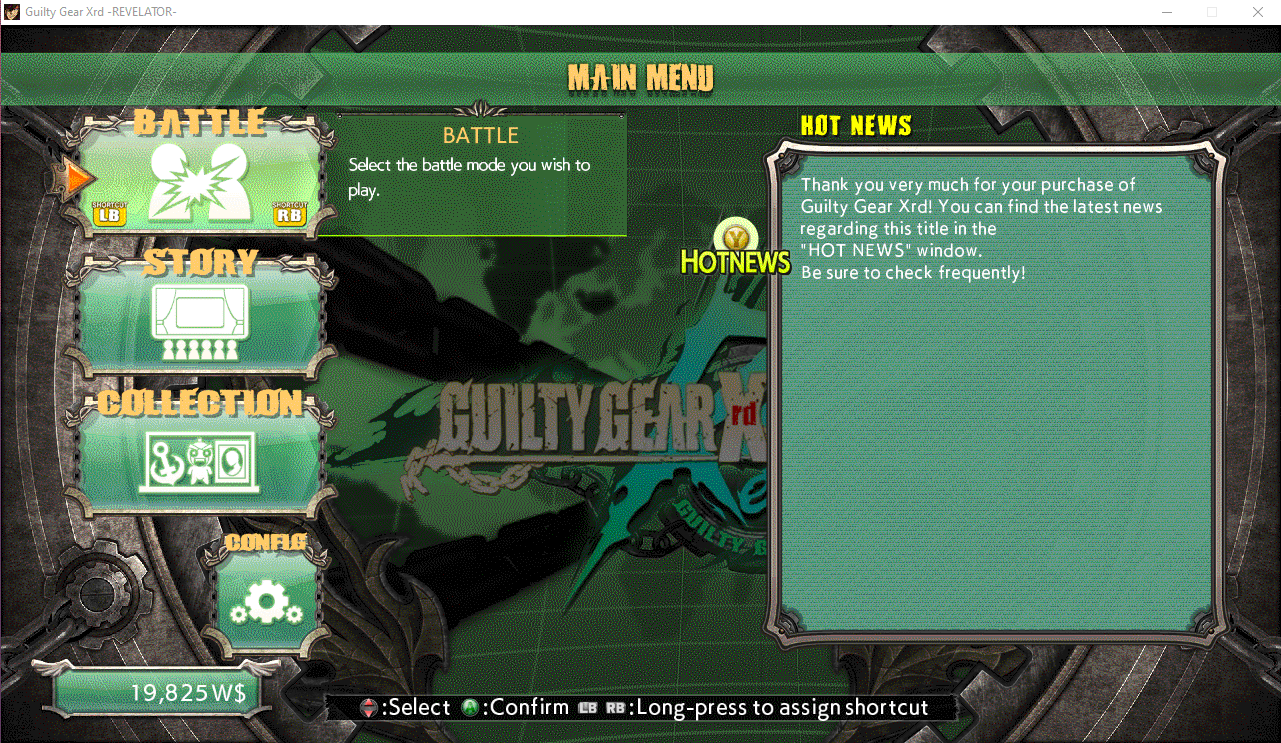 Guilty Gear Xrd -REVELATOR-
MAIN MENU
BATTLE
SHORTCUT
LB
SHORTCUT
RB
BATTLE
Select the battle mode you wish to
play.
HOT NEWS
Thank you very much for your purchase of
Guilty Gear Xrd! You can find the latest news
regarding this title in the
"HOT NEWS" window.
Be sure to check frequently!
Y
HOTNEWS
STORY
GUILTY GEAR Xrd
GUILTY G
COLLECTION
CONFIG
19,825 W$
:Select A :Confirm LB RB :Long-press to assign shortcut